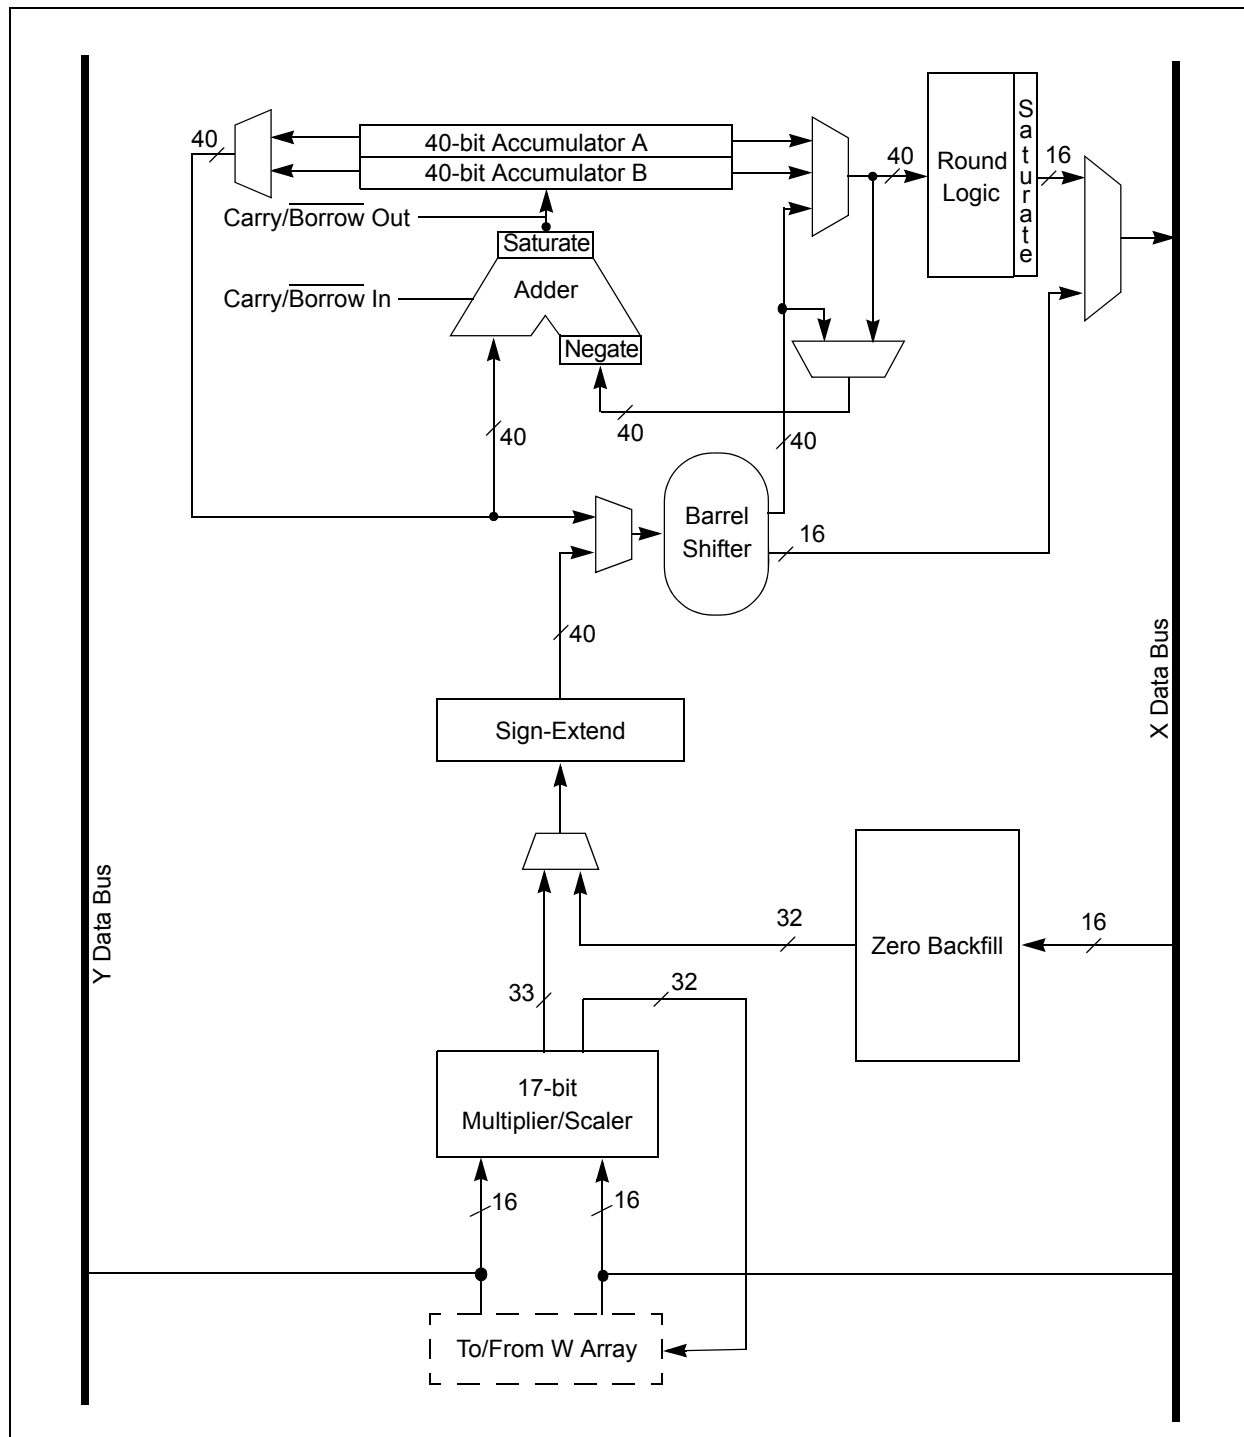 40
40-bit Accumulator A
40-bit Accumulator B
Carry/Borrow Out
Saturate
Carry/Borrow In
Adder
Negate
40
Round
Logic
Saturate
16
40
40
40
Barrel
Shifter
16
40
Sign-Extend
X Data Bus
Y Data Bus
32
Zero Backfill
16
33
32
17-bit
Multiplier/Scaler
16
16
To/From W Array